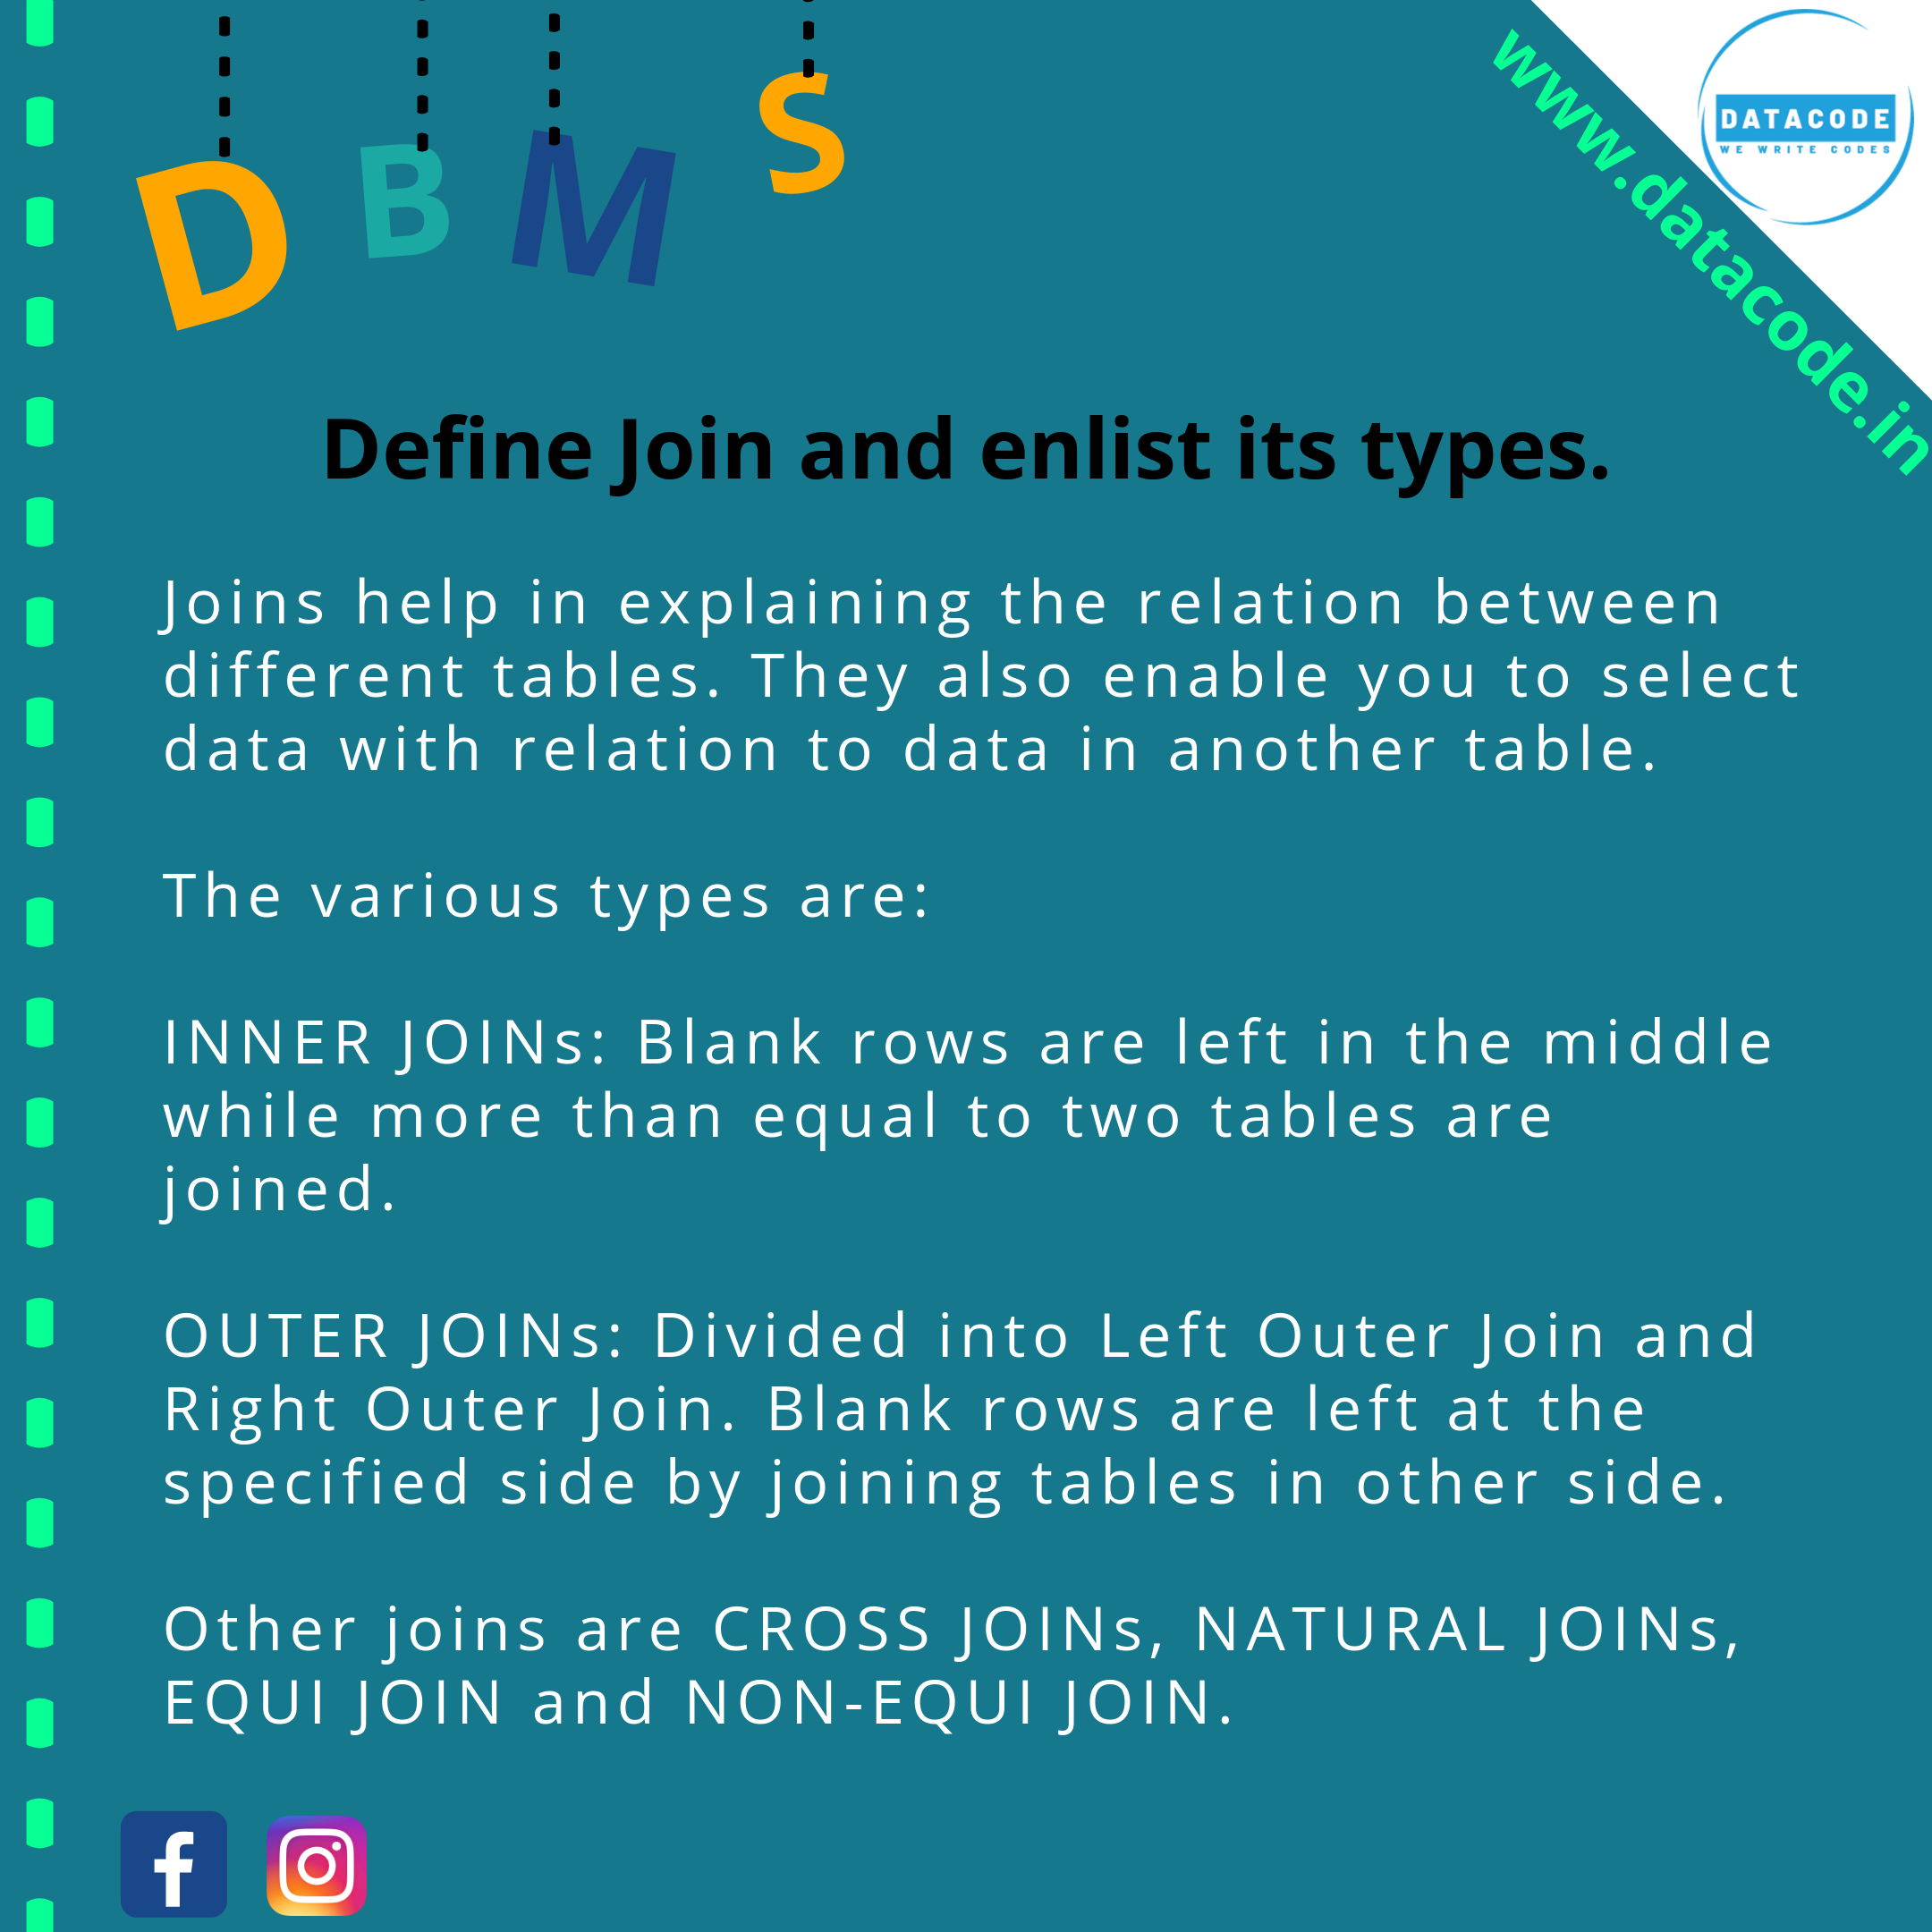 D B M S
www.datacode.in
DATACODE
WE WRITE CODES
Define Join and enlist its types.
Joins help in explaining the relation between
different tables. They also enable you to select
data with relation to data in another table.
The various types are:
INNER JOINs: Blank rows are left in the middle
while more than equal to two tables are
joined.
OUTER JOINs: Divided into Left Outer Join and
Right Outer Join. Blank rows are left at the
specified side by joining tables in other side.
Other joins are CROSS JOINs, NATURAL JOINs,
EQUI JOIN and NON-EQUI JOIN.